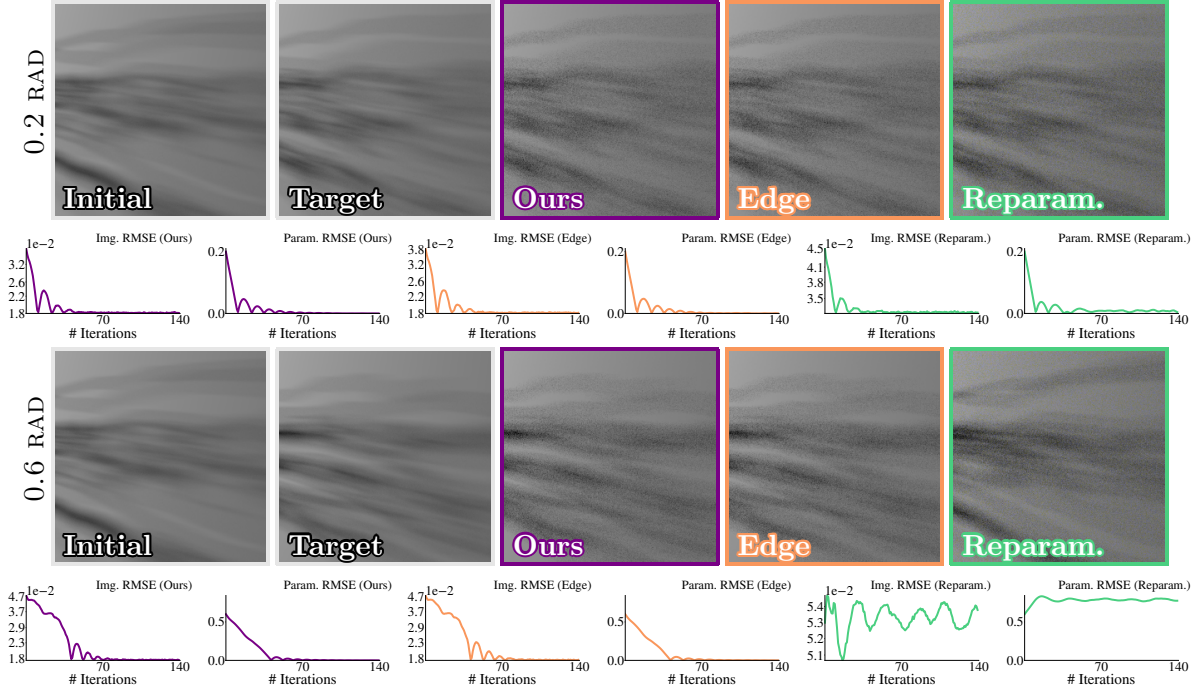 0.2 RAD
Initial
Target
Ours
Edge
Reparam.
Img. RMSE (Ours)
1e−2
3.2
2.6
2.2
1.8
70
140
# Iterations
Param. RMSE (Ours)
0.2
0.0
70
140
# Iterations
Img. RMSE (Edge)
3.8
1e−2
3.2
2.6
2.2
1.8
70
140
# Iterations
Param. RMSE (Edge)
0.2
0.0
70
140
# Iterations
Img. RMSE (Reparam.)
4.5
1e−2
4.1
3.8
3.5
70
140
# Iterations
Param. RMSE (Reparam.)
0.2
0.0
70
140
# Iterations
0.6 RAD
Initial
Target
Ours
Edge
Reparam.
Img. RMSE (Ours)
4.7
1e−2
3.7
2.9
2.3
1.8
70
140
# Iterations
Param. RMSE (Ours)
0.5
0.0
70
140
# Iterations
Img. RMSE (Edge)
4.7
1e−2
3.7
2.9
2.3
1.8
70
140
# Iterations
Param. RMSE (Edge)
0.5
0.0
70
140
# Iterations
Img. RMSE (Reparam.)
1e−2
5.4
5.3
5.2
5.1
70
140
# Iterations
Param. RMSE (Reparam.)
0.5
0.0
70
140
# Iterations